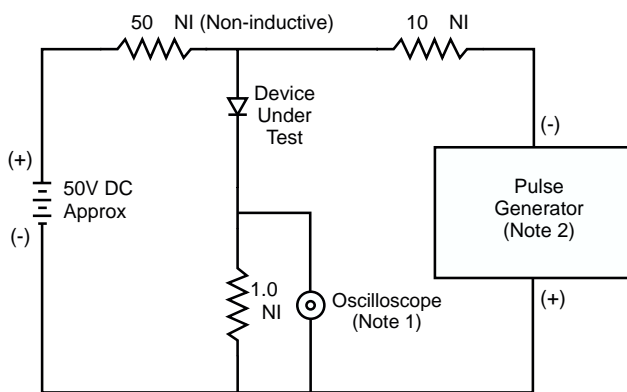 50 NI (Non-inductive)
10 NI
Device
Under
Test
(+)
50V DC
Approx
(-)
1.0
NI
Oscilloscope
(Note 1)
(-)
Pulse
Generator
(Note 2)
(+)